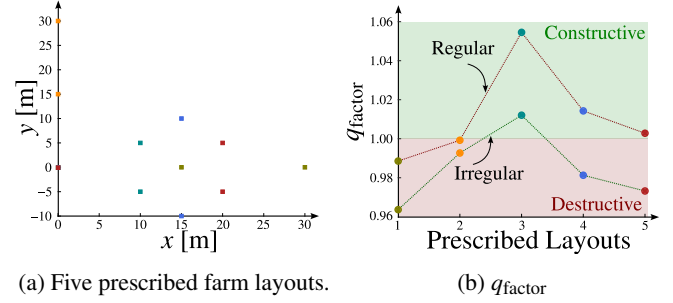 30
25
20
15
10
5
0
−5
−10
0 5 10 15 20 25 30
y [m]
x [m]
(a) Five prescribed farm layouts.
1.06
1.04
1.02
1.00
0.98
0.96
1 2 3 4 5
qfactor
Constructive
Regular
Irregular
Destructive
Prescribed Layouts
(b) qfactor